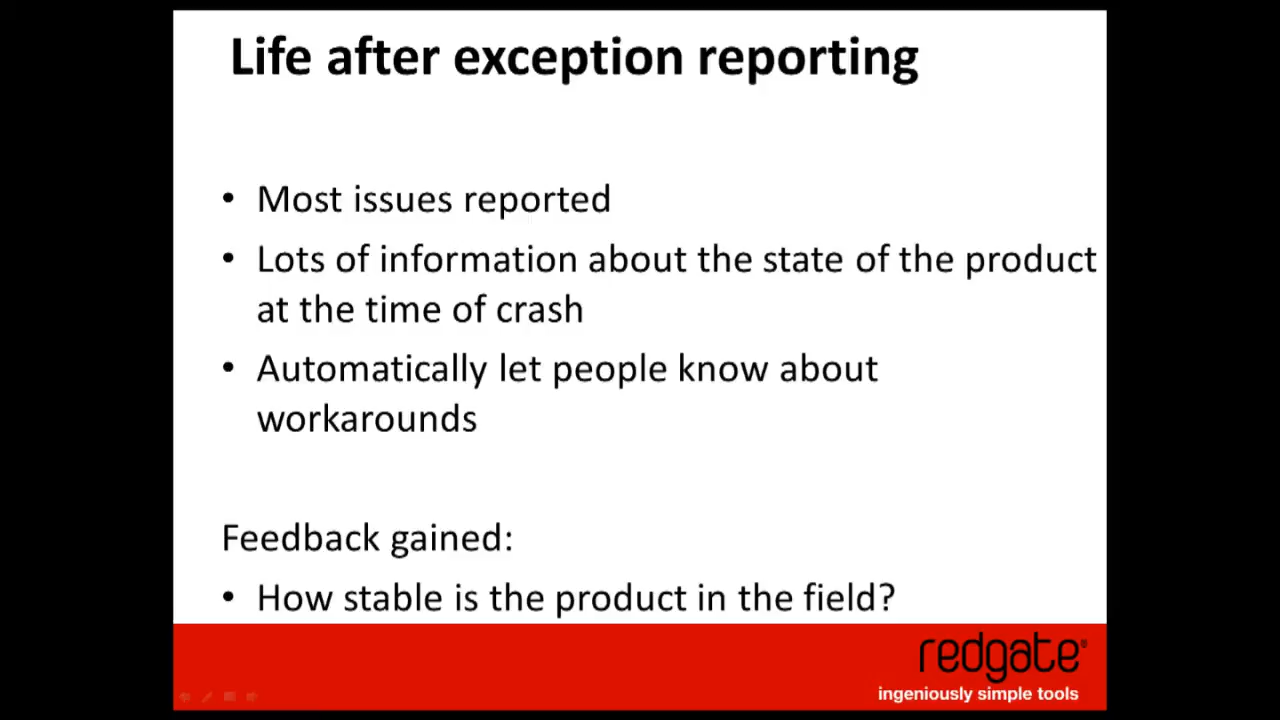 Life after exception reporting
• Most issues reported
• Lots of information about the state of the product
at the time of crash
• Automatically let people know about
workarounds
Feedback gained:
• How stable is the product in the field?
redgate®
ingeniously simple tools